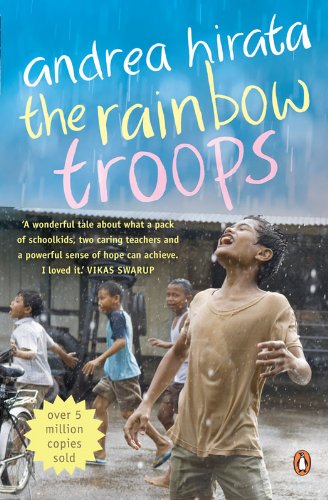 andrea hirata
the rainbow
troops
'A wonderful tale about what a pack
of schoolkids, two caring teachers and
a powerful sense of hope can achieve.
I loved it.' VIKAS SWARUP
over 5
million
copies
sold